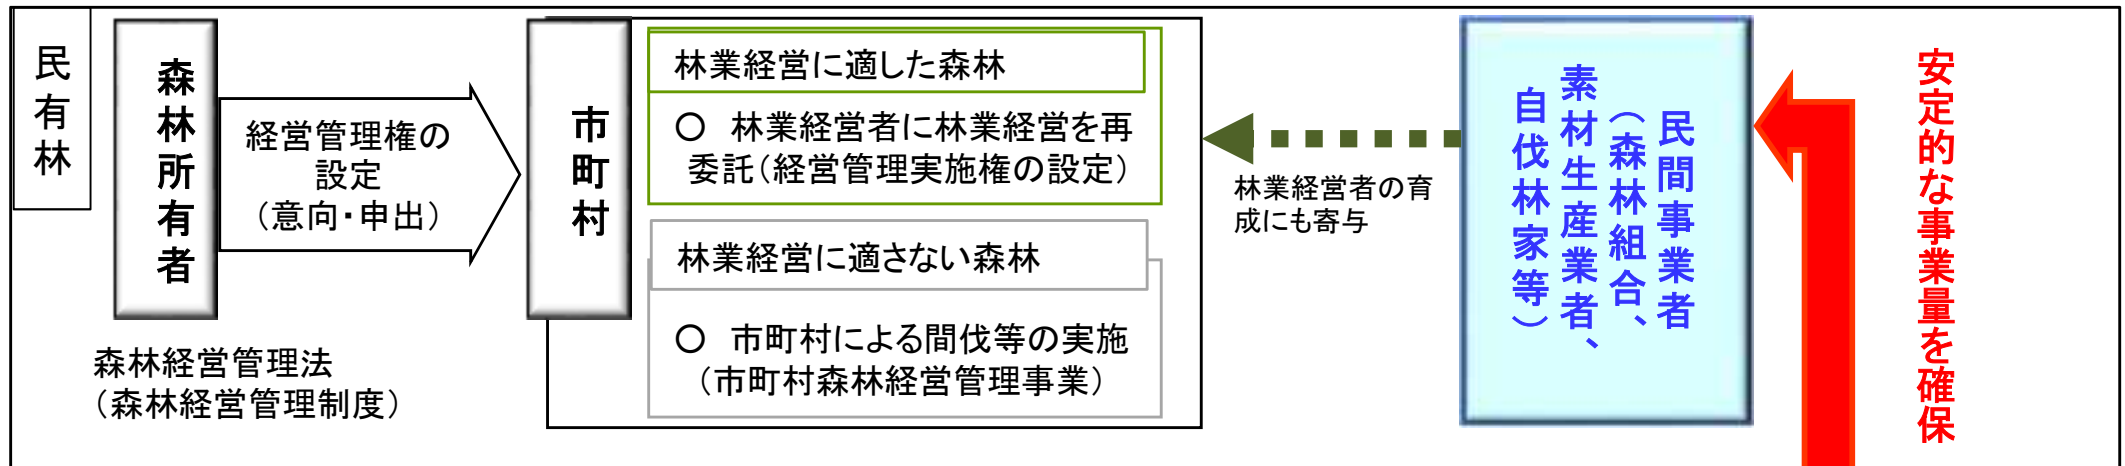 民有林
森林所有者
経営管理権の
設定
（意向・申出）
市町村
林業経営に適した森林
○　林業経営者に林業経営を再
委託（経営管理実施権の設定）
林業経営に適さない森林
○　市町村による間伐等の実施
（市町村森林経営管理事業）
森林経営管理法
（森林経営管理制度）
林業経営者の育
成にも寄与
民間事業者
（森林組合、
素材生産業者、
自伐林家等）
安定的な事業量を確保